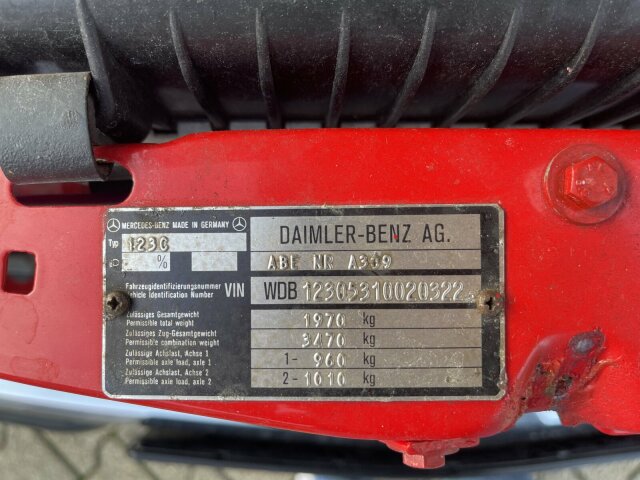 MERCEDES-BENZ MADE IN GERMANY
Typ 123C
%
DAIMLER-BENZ AG.
ABE NR A309
Fahrzeugidentifizierungsnummer
Vehicle Identification Number VIN
WDB 12305310020322
Zulässiges Gesamtgewicht
Permissible total weight
1970 kg
Zulässiges Zug-Gesamtgewicht
Permissible combination weight
3470 kg
Zulässige Achslast, Achse 1
Permissible axle load, axle 1
1- 960 kg
Zulässige Achslast, Achse 2
Permissible axle load, axle 2
2- 1010 kg